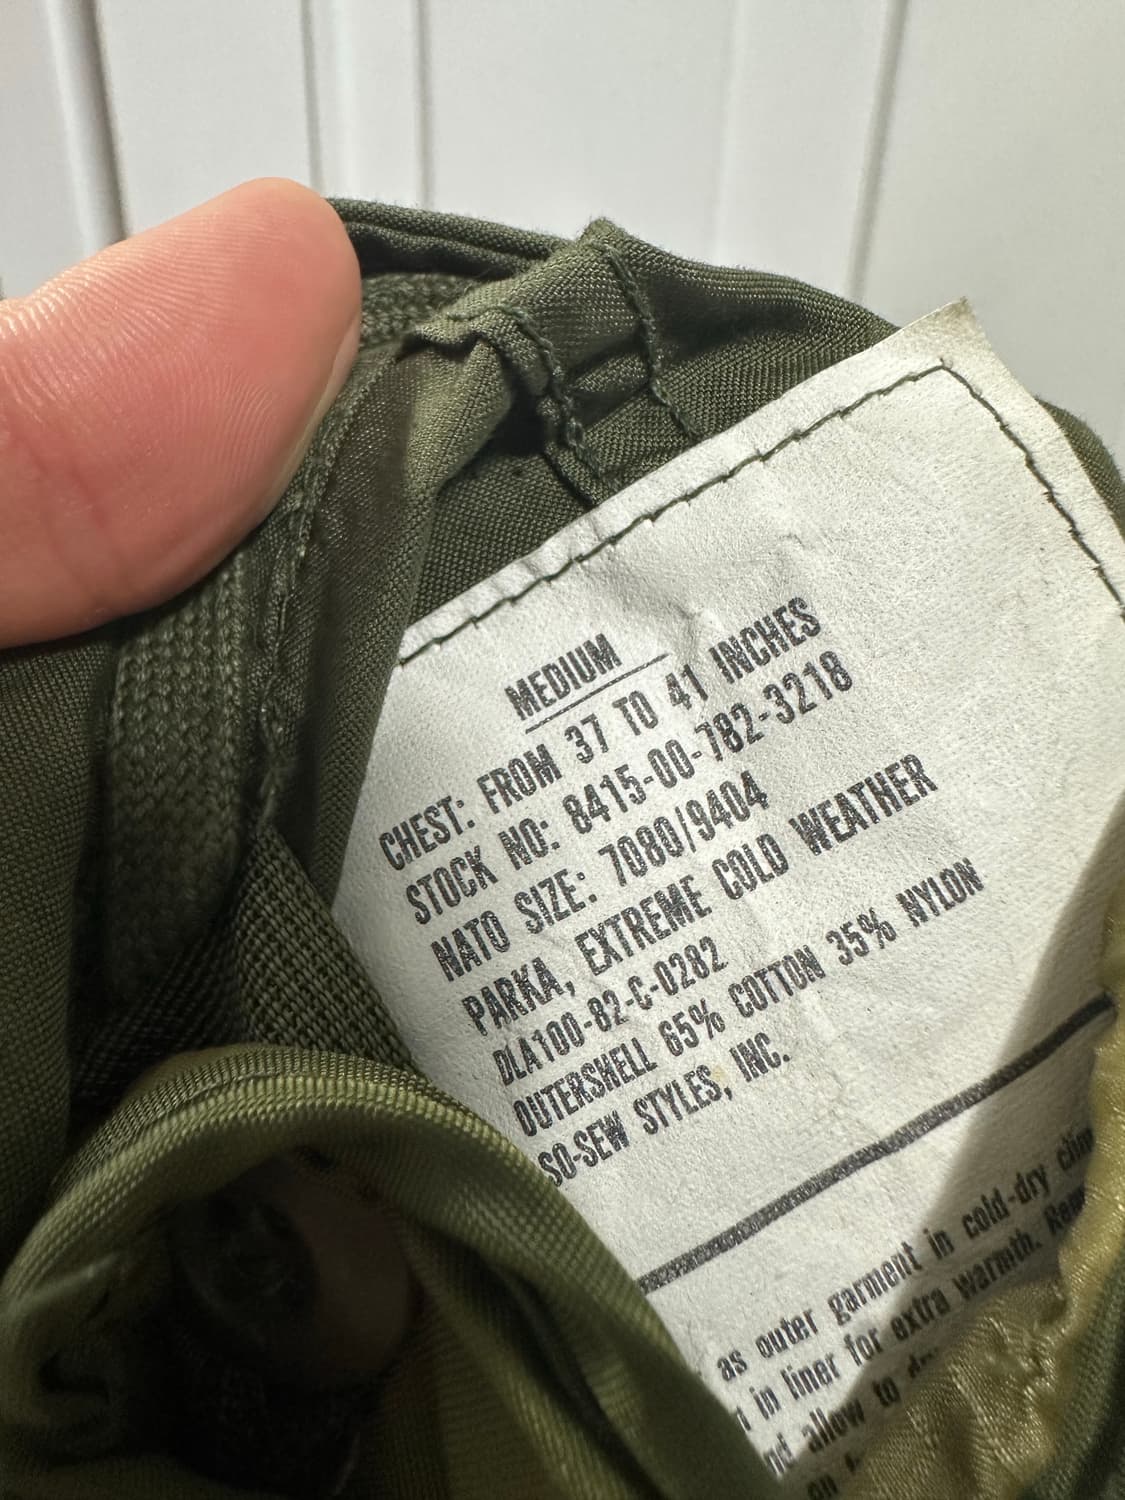 MEDIUM
CHEST: FROM 37 TO 41 INCHES
STOCK NO: 8415-00-782-3218
NATO SIZE: 7080/9404
PARKA, EXTREME COLD WEATHER
DLA100-82-C-0282
OUTERSHELL 65% COTTON 35% NYLON
SO-SEW STYLES, INC.
as outer garment in cold-dry
in liner for extra warmth.
allow to
on